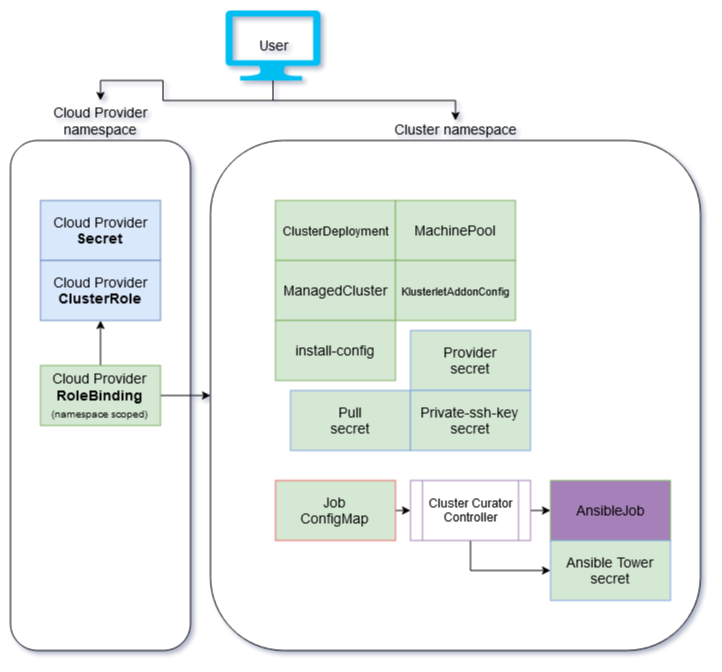 User
Cloud Provider
namespace
Cluster namespace
Cloud Provider
Secret
Cloud Provider
ClusterRole
Cloud Provider
RoleBinding
(namespace scoped)
ClusterDeployment
MachinePool
ManagedCluster
KlusterletAddonConfig
install-config
Provider
secret
Pull
secret
Private-ssh-key
secret
Job
ConfigMap
Cluster Curator
Controller
AnsibleJob
Ansible Tower
secret